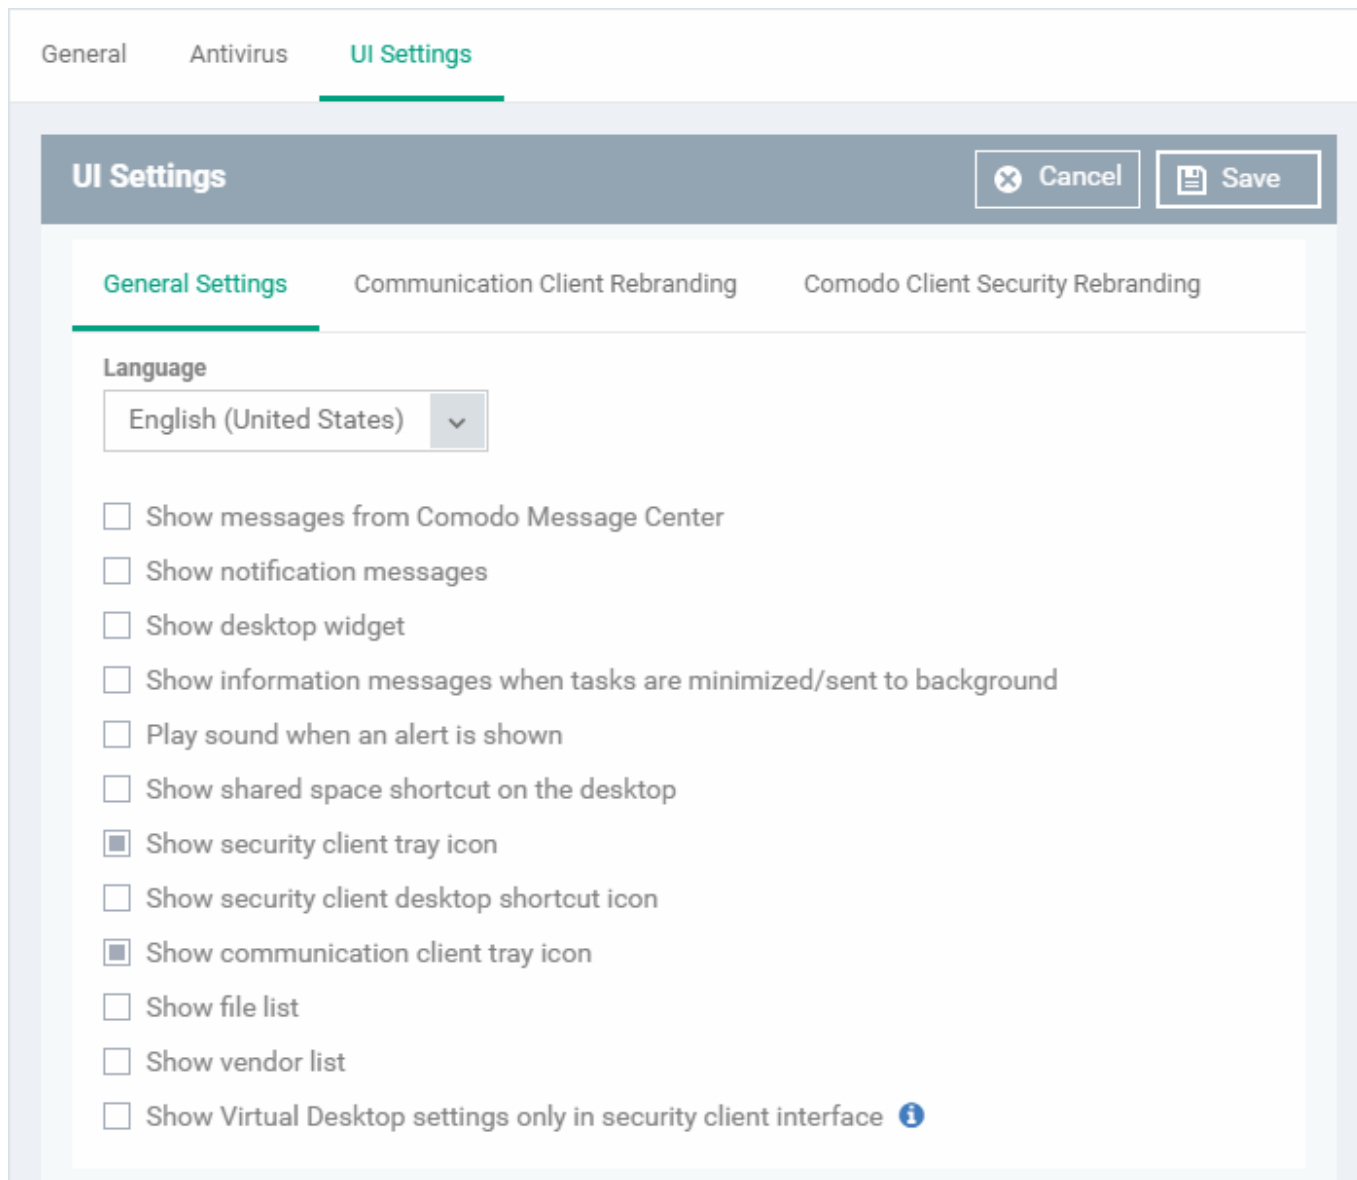 General Antivirus UI Settings
UI Settings Cancel Save
General Settings Communication Client Rebranding Comodo Client Security Rebranding
Language
English (United States)
Show messages from Comodo Message Center
Show notification messages
Show desktop widget
Show information messages when tasks are minimized/sent to background
Play sound when an alert is shown
Show shared space shortcut on the desktop
Show security client tray icon
Show security client desktop shortcut icon
Show communication client tray icon
Show file list
Show vendor list
Show Virtual Desktop settings only in security client interface